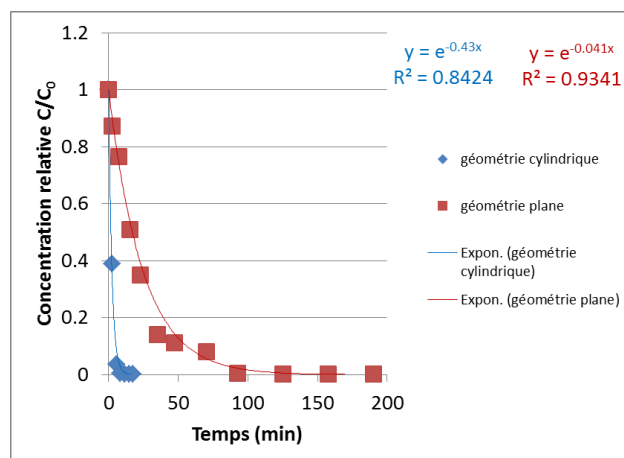 y = e-0.43x
R² = 0.8424
y = e-0.041x
R² = 0.9341
Concentration relative C/C0
1.2
1
0.8
0.6
0.4
0.2
0
0 50 100 150 200
Temps (min)
géométrie cylindrique
géométrie plane
Expon. (géométrie
cylindrique)
Expon. (géométrie plane)